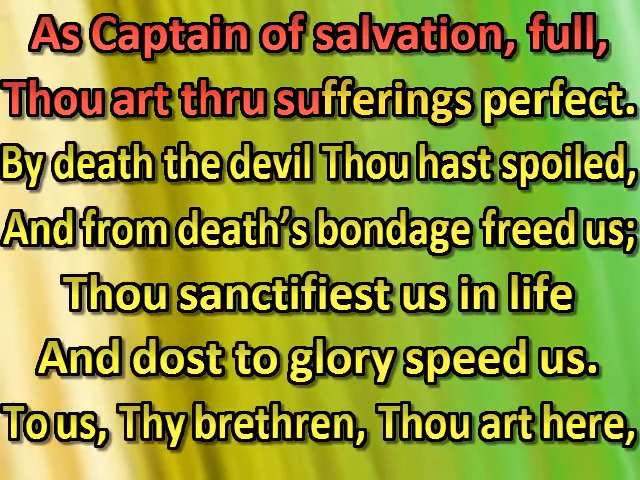 As Captain of salvation, full,
Thou art thru sufferings perfect.
By death the devil Thou hast spoiled,
And from death's bondage freed us;
Thou sanctifiest us in life
And dost to glory speed us.
To us, Thy brethren, Thou art here,